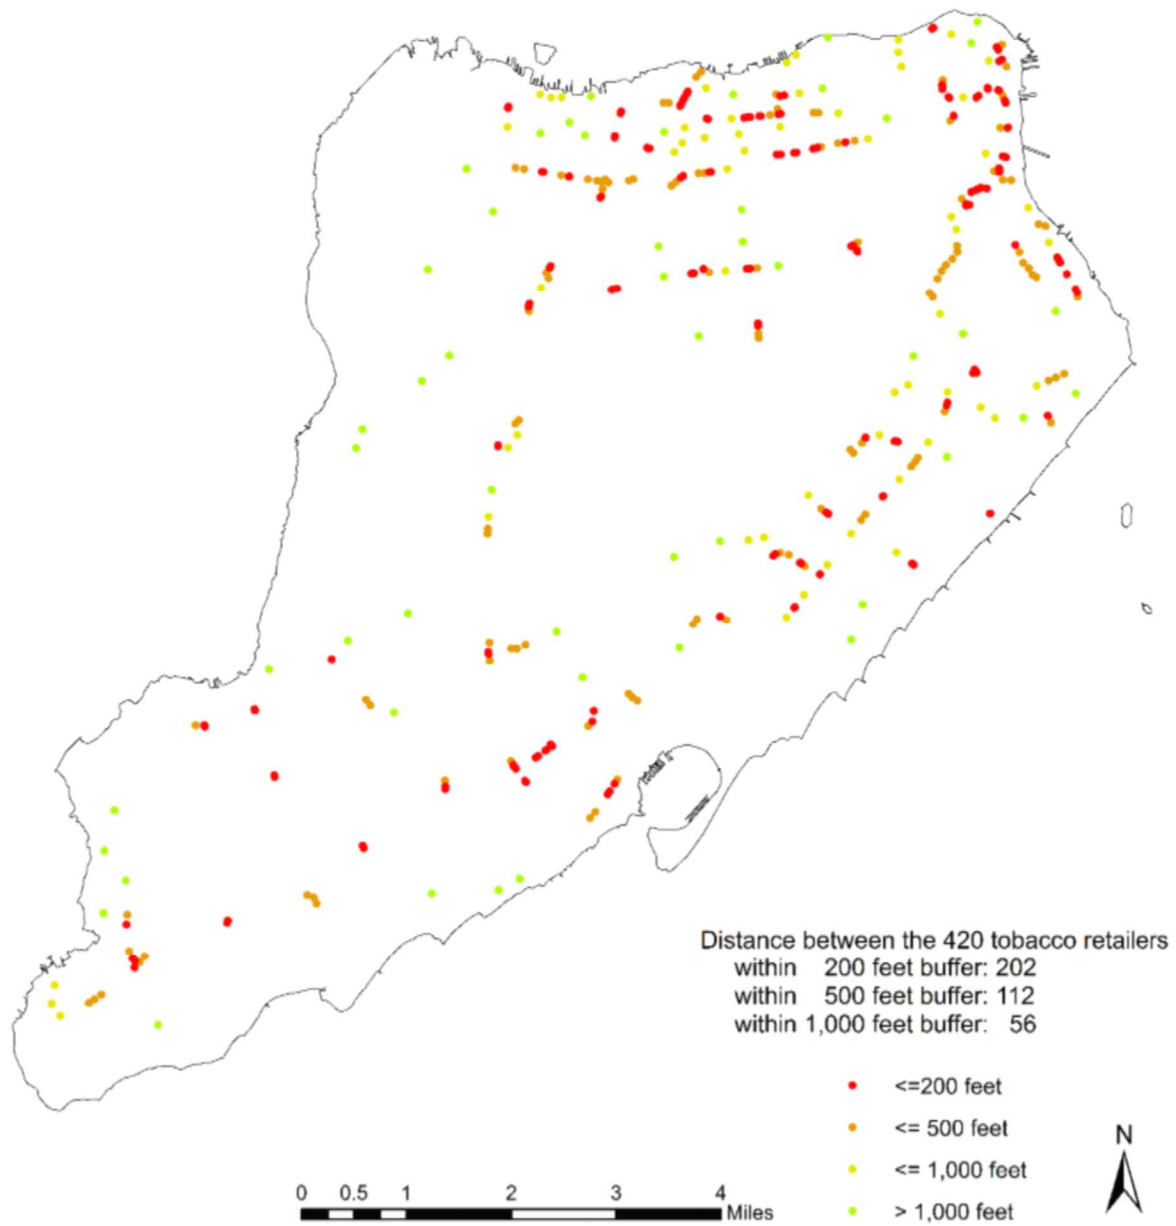 Distance between the 420 tobacco retailers
within 200 feet buffer: 202
within 500 feet buffer: 112
within 1,000 feet buffer: 56
<=200 feet
<= 500 feet
<= 1,000 feet
> 1,000 feet
N
0 0.5 1 2 3 4
Miles